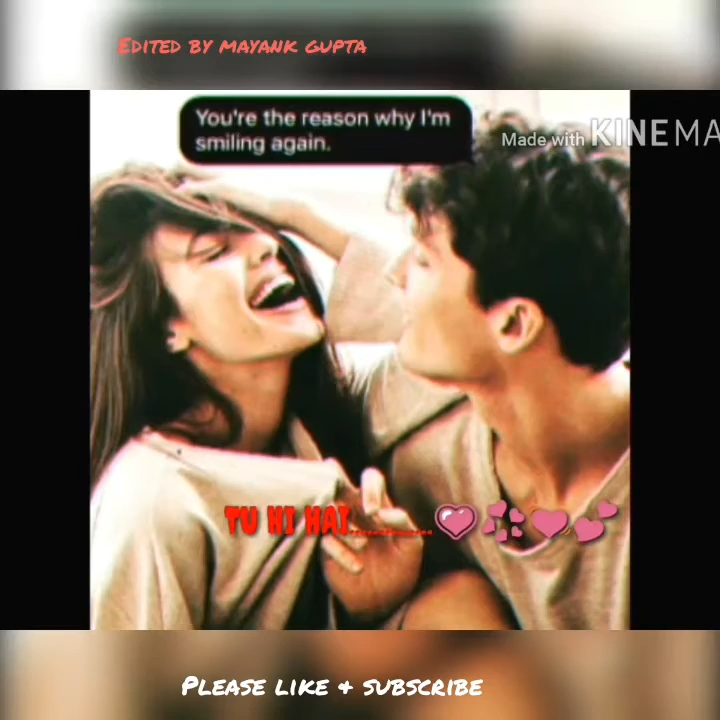 Edited by mayank gupta
You're the reason why I'm
smiling again.
Made with KINEMA
TU HI HAI............💗💞❤💕
Please like & subscribe